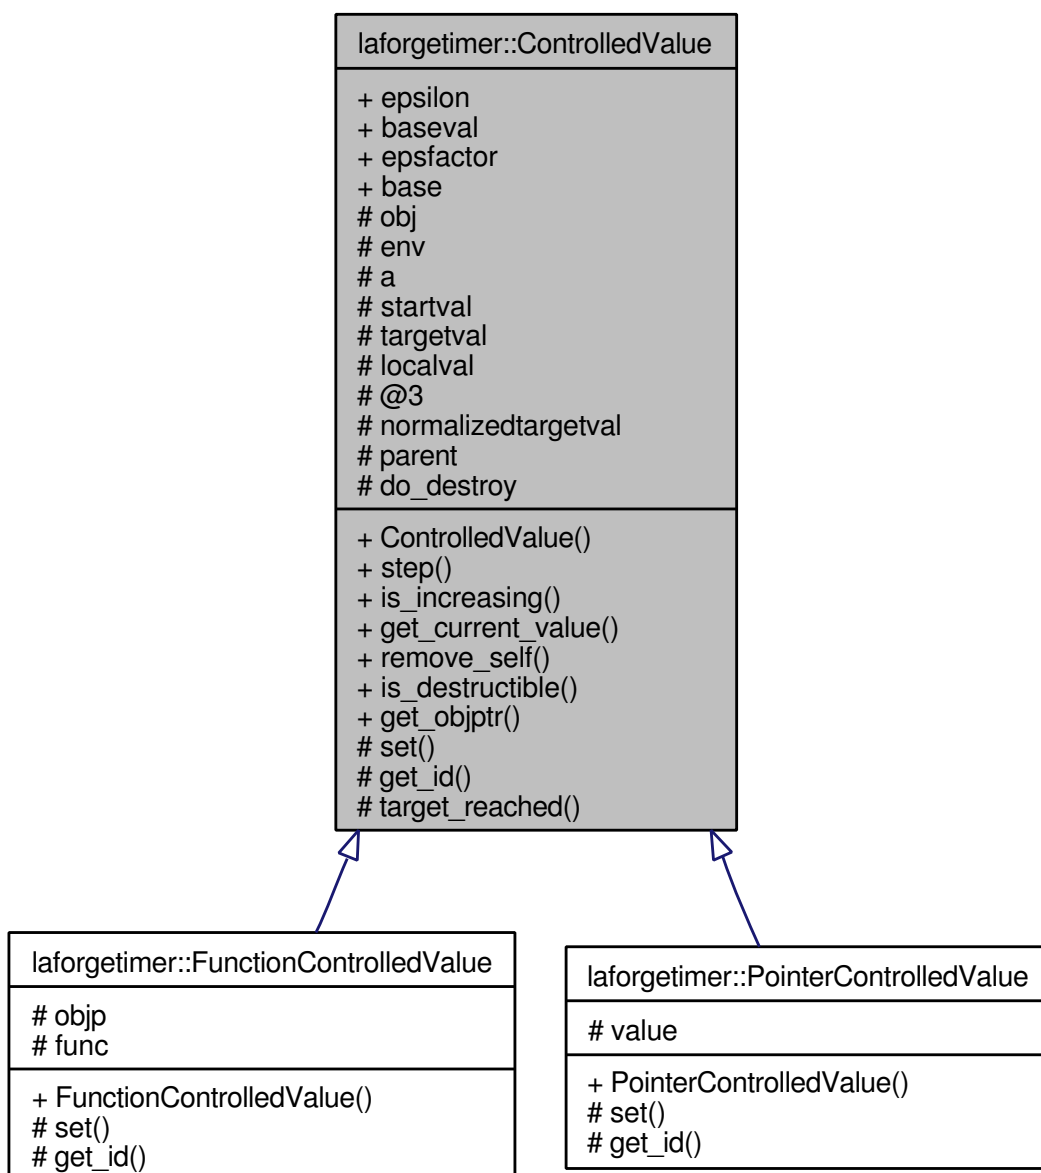 laforgetimer::ControlledValue
+ epsilon
+ baseval
+ epsfactor
+ base
# obj
# env
# a
# startval
# targetval
# localval
# @3
# normalizedtargetval
# parent
# do_destroy
+ ControlledValue()
+ step()
+ is_increasing()
+ get_current_value()
+ remove_self()
+ is_destructible()
+ get_objptr()
# set()
# get_id()
# target_reached()
laforgetimer::FunctionControlledValue
# objp
# func
+ FunctionControlledValue()
# set()
# get_id()
laforgetimer::PointerControlledValue
# value
+ PointerControlledValue()
# set()
# get_id()